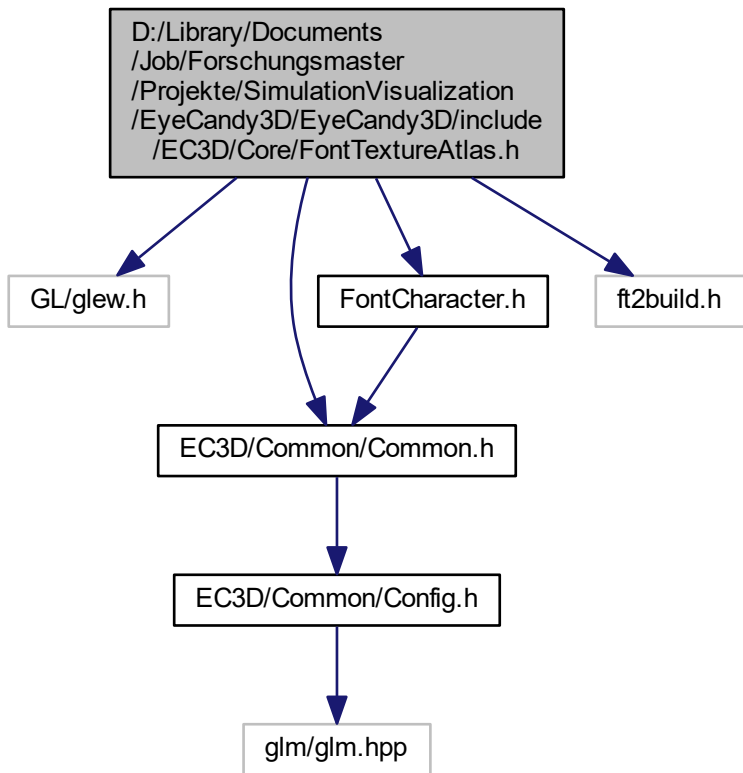 D:/Library/Documents
/Job/Forschungsmaster
/Projekte/SimulationVisualization
/EyeCandy3D/EyeCandy3D/include
/EC3D/Core/FontTextureAtlas.h
GL/glew.h
FontCharacter.h
ft2build.h
EC3D/Common/Common.h
EC3D/Common/Config.h
glm/glm.hpp